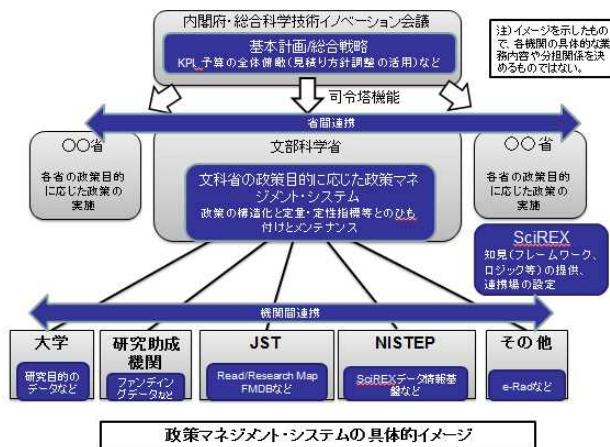 内閣府・総合科学技術イノベーション会議
基本計画/総合戦略
KPI、予算の全体俯瞰(見積り方針調整の活用)など
注)イメージを示したもの
で、各機関の具体的な業
務内容や分担関係を決
めるものではない。
司令塔機能
省間連携
〇〇省
各省の政策目的
に応じた政策の
実施
文部科学省
文科省の政策目的に応じた政策マネ
ジメント・システム
政策の構造化と定量・定性指標等とのひも
付けとメンテナンス
〇〇省
各省の政策目的
に応じた政策の
実施
SciREX
知見(フレームワーク、
ロジック等)の提供、
連携場の設定
機関間連携
大学
研究目的の
データなど
研究助成
機関
ファンディン
グデータなど
JST
Read/Research Map
FMDBなど
NISTEP
SciREXデータ情報基
盤など
その他
e-Radなど
政策マネジメント・システムの具体的イメージ